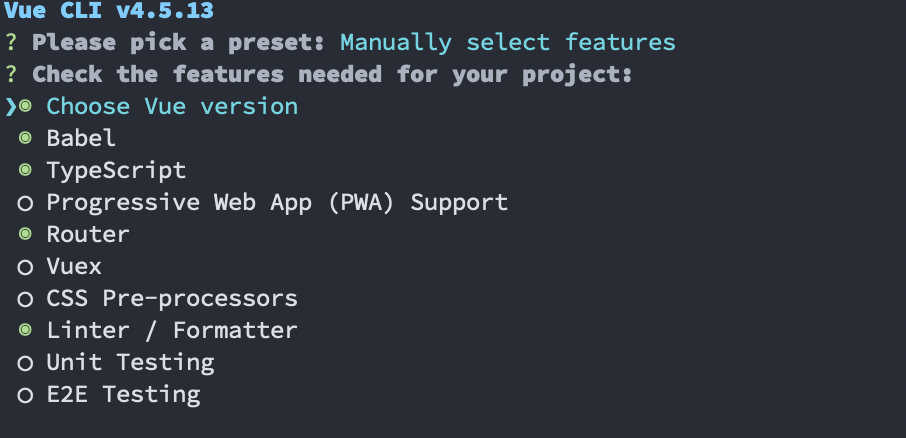 Vue CLI v4.5.13
? Please pick a preset: Manually select features
? Check the features needed for your project:
❯◉ Choose Vue version
◉ Babel
◉ TypeScript
◯ Progressive Web App (PWA) Support
◉ Router
◯ Vuex
◯ CSS Pre-processors
◉ Linter / Formatter
◯ Unit Testing
◯ E2E Testing